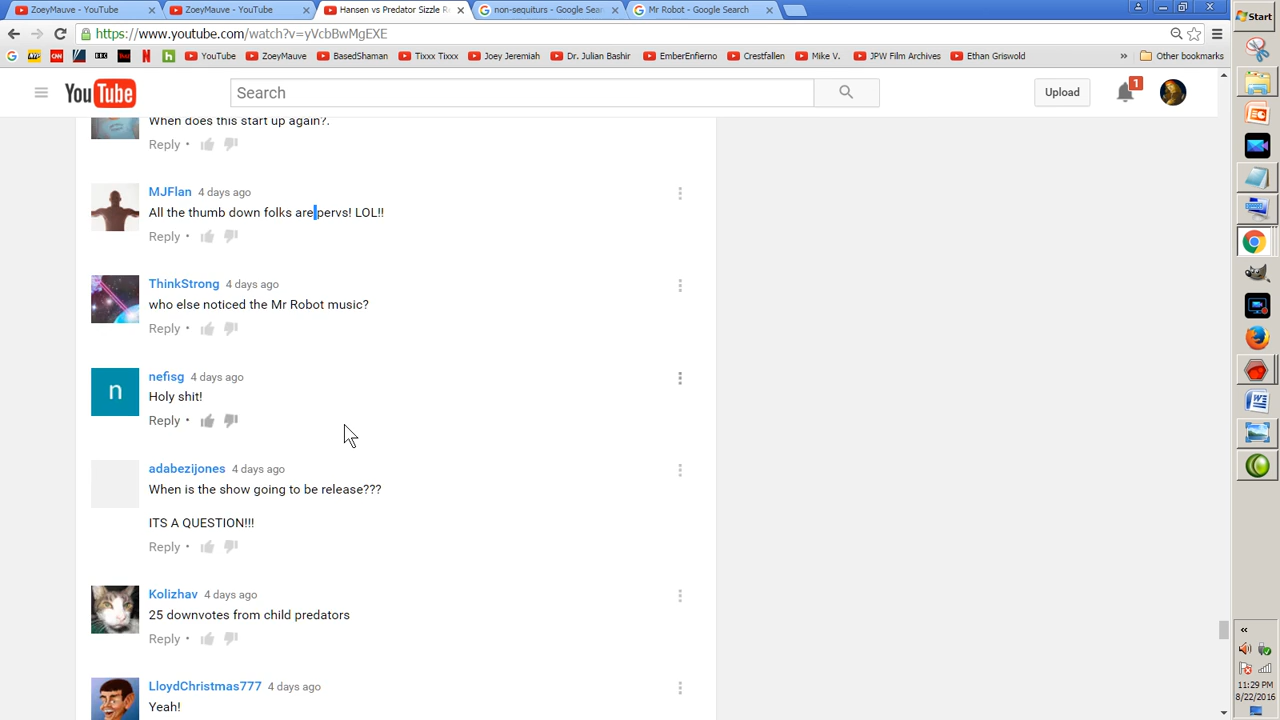 ZoeyMauve - YouTube
ZoeyMauve - YouTube
Hansen vs Predator Sizzle R
non-sequiturs - Google Sea
Mr Robot - Google Search
https://www.youtube.com/watch?v=yVcbBwMgEXE
YouTube ZoeyMauve BasedShaman Tixxx Tixxx Joey Jeremiah Dr. Julian Bashir EmberEnfierno Crestfallen Mike V. JPW Film Archives Ethan Griswold » Other bookmarks
YouTube
Search
Upload
1
When does this start up again?.
Reply •
MJFlan 4 days ago
All the thumb down folks are pervs! LOL!!
Reply •
ThinkStrong 4 days ago
who else noticed the Mr Robot music?
Reply •
n
nefisg 4 days ago
Holy shit!
Reply •
adabezijones 4 days ago
When is the show going to be release???
ITS A QUESTION!!!
Reply •
Kolizhav 4 days ago
25 downvotes from child predators
Reply •
LloydChristmas777 4 days ago
Yeah!
Start
«
11:29 PM
8/22/2016